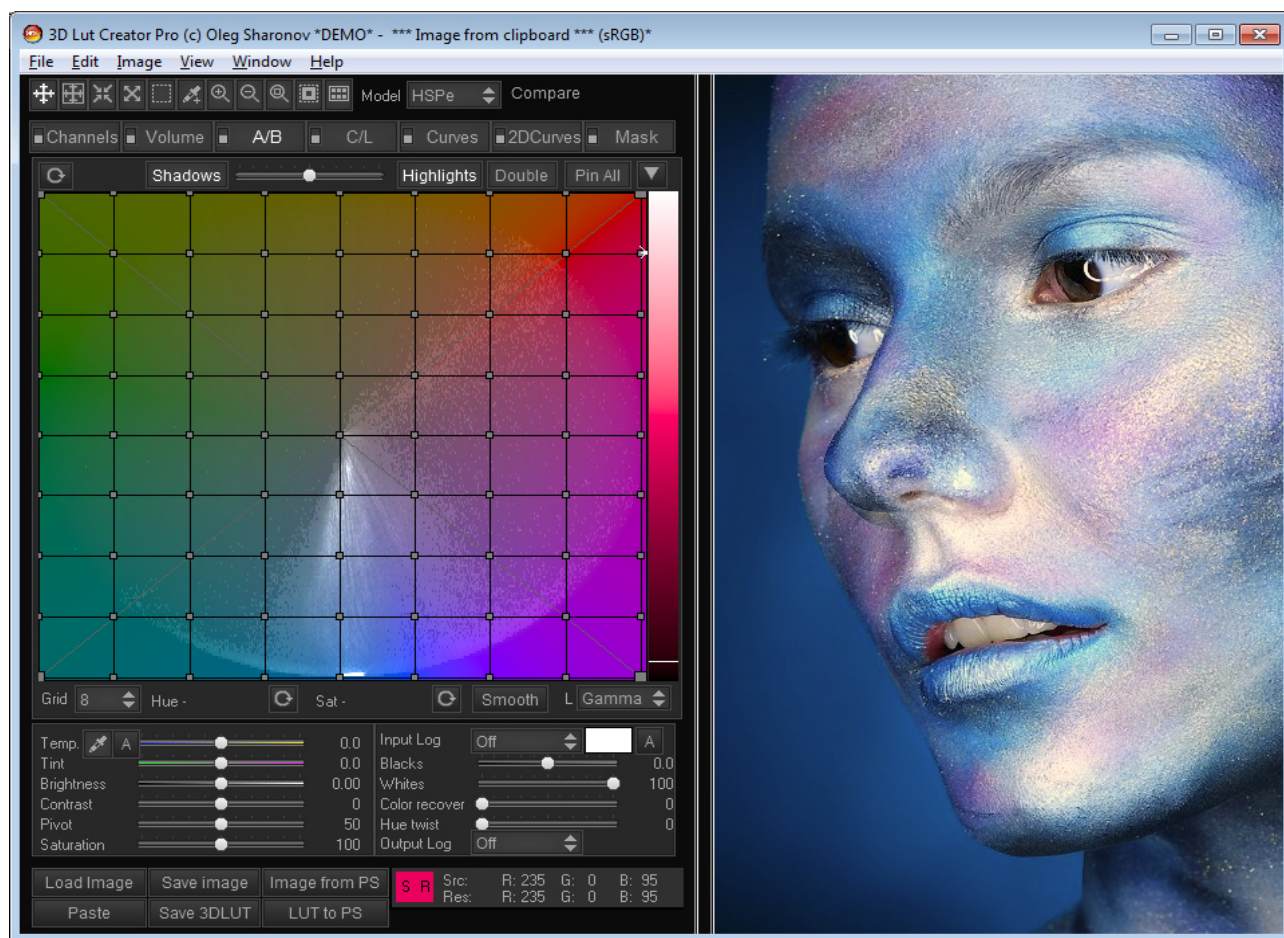 3D Lut Creator Pro (c) Oleg Sharonov *DEMO* - *** Image from clipboard *** (sRGB)*
File Edit Image View Window Help
Model HSPe Compare
Channels Volume A/B C/L Curves 2DCurves Mask
Shadows Highlights Double Pin All
Grid 8 Hue - Sat - Smooth L Gamma
Temp. A 0.0 Input Log Off A
Tint 0.0 Blacks 0.0
Brightness 0.00 Whites 100
Contrast 0 Color recover 0
Pivot 50 Hue twist 0
Saturation 100 Output Log Off
Load Image Save image Image from PS S R Src: R: 235 G: 0 B: 95
Res: R: 235 G: 0 B: 95
Paste Save 3DLUT LUT to PS